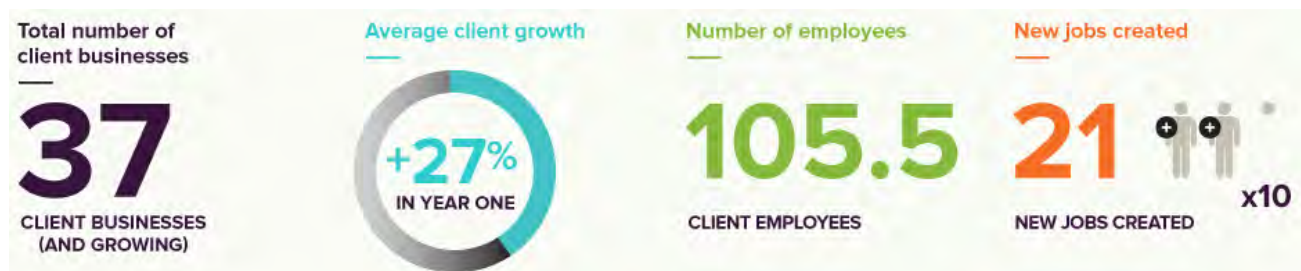 Total number of
client businesses
37
CLIENT BUSINESSES
(AND GROWING)
Average client growth
+27%
IN YEAR ONE
Number of employees
105.5
CLIENT EMPLOYEES
New jobs created
21
+ +
x10
NEW JOBS CREATED